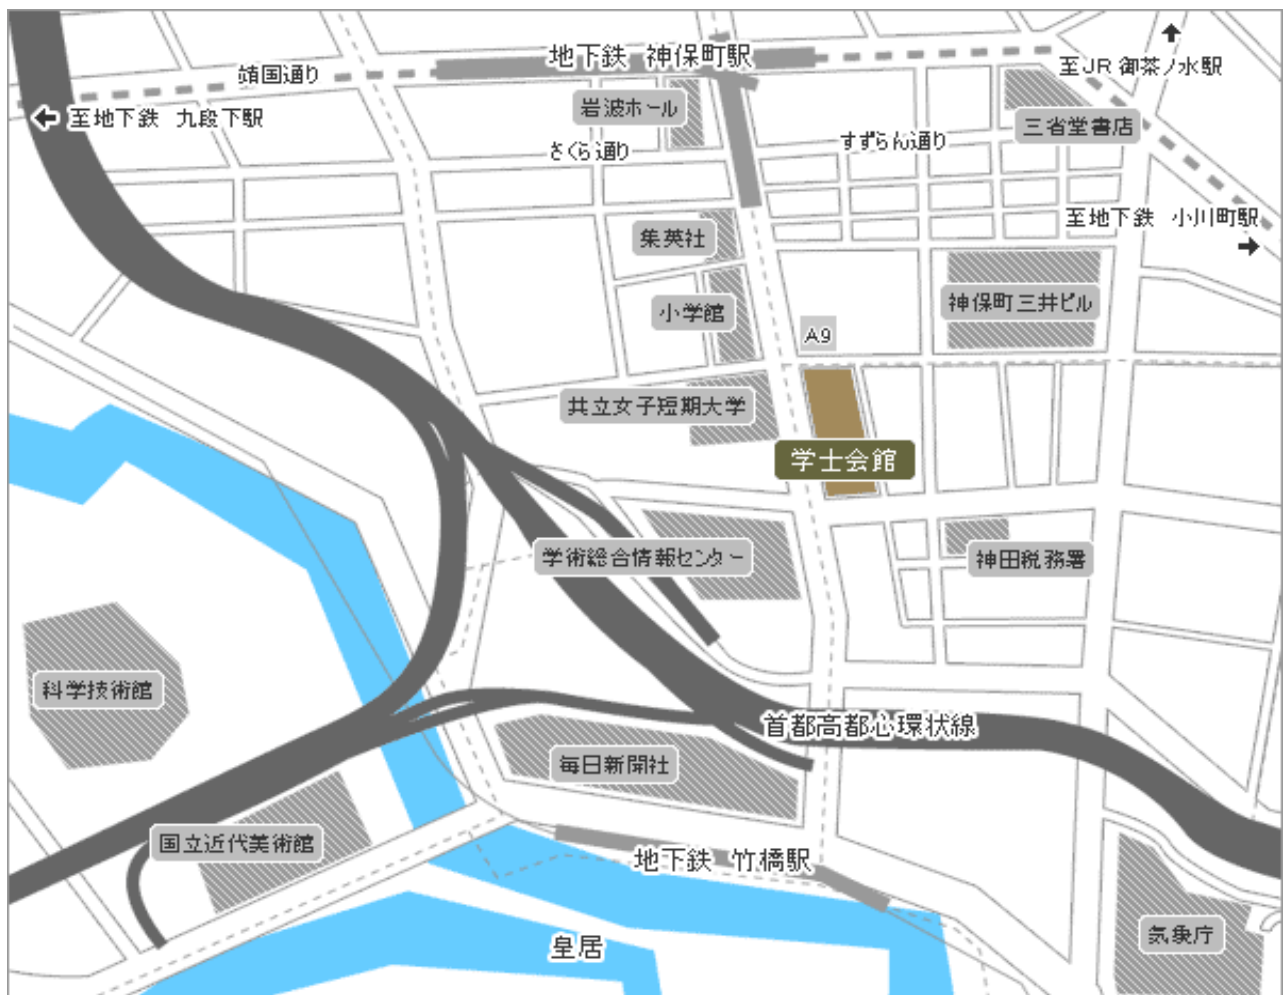 地下鉄 神保町駅
靖国通り
至JR 御茶ノ水駅
岩波ホール
至地下鉄 九段下駅
三省堂書店
さくら通り
すずらん通り
至地下鉄 小川町駅
集英社
神保町三井ビル
小学館
A9
共立女子短期大学
学士会館
学術総合情報センター
神田税務署
科学技術館
首都高都心環状線
毎日新聞社
国立近代美術館
地下鉄 竹橋駅
気象庁
皇居